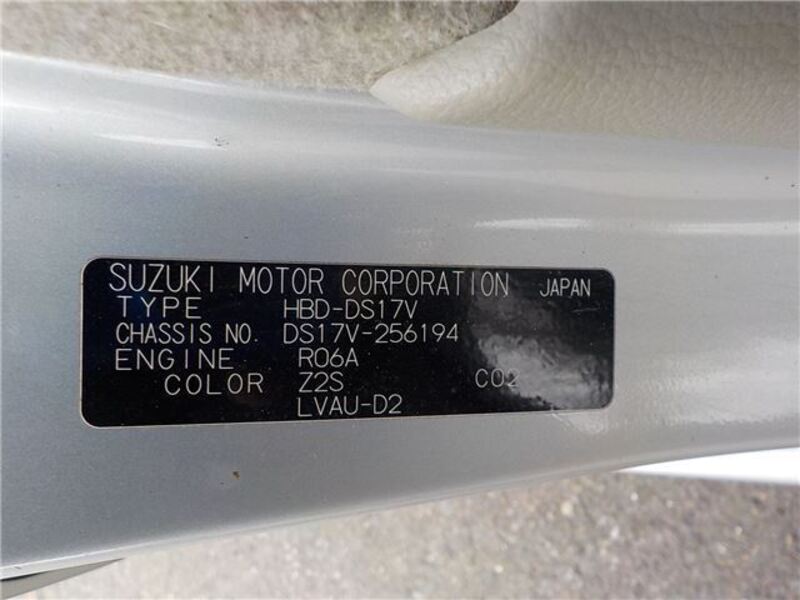 SUZUKI MOTOR CORPORATION JAPAN
TYPE HBD-DS17V
CHASSIS NO. DS17V-256194
ENGINE R06A
COLOR Z2S C02
LVAU-D2